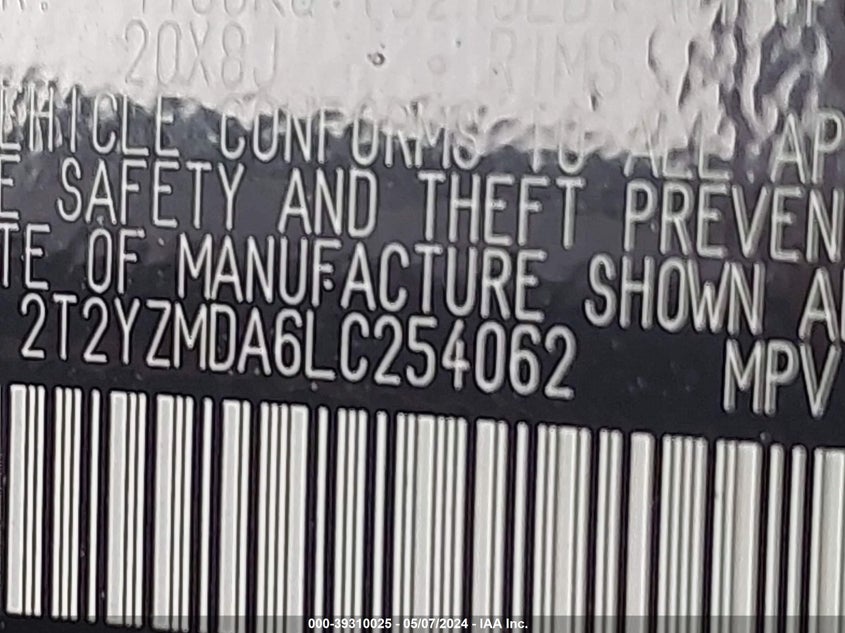 20X8J RIMS
EHICLE CONFORMS TO ALL AP
E SAFETY AND THEFT PREVEN
TE OF MANUFACTURE SHOWN A
2T2YZMDA6LC254062 MPV
000-39310025 - 05/07/2024 - IAA Inc.